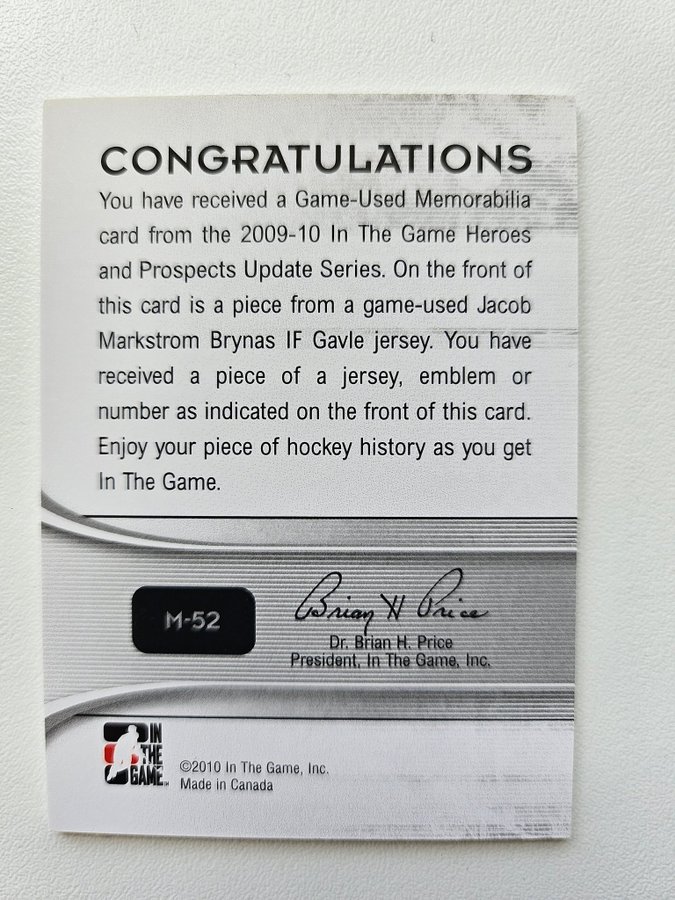 CONGRATULATIONS
You have received a Game-Used Memorabilia
card from the 2009-10 In The Game Heroes
and Prospects Update Series. On the front of
this card is a piece from a game-used Jacob
Markstrom Brynas IF Gavle jersey. You have
received a piece of a jersey, emblem or
number as indicated on the front of this card.
Enjoy your piece of hockey history as you get
In The Game.
M-52
Brian H Price
Dr. Brian H. Price
President, In The Game, Inc.
IN
THE
GAME
©2010 In The Game, Inc.
Made in Canada